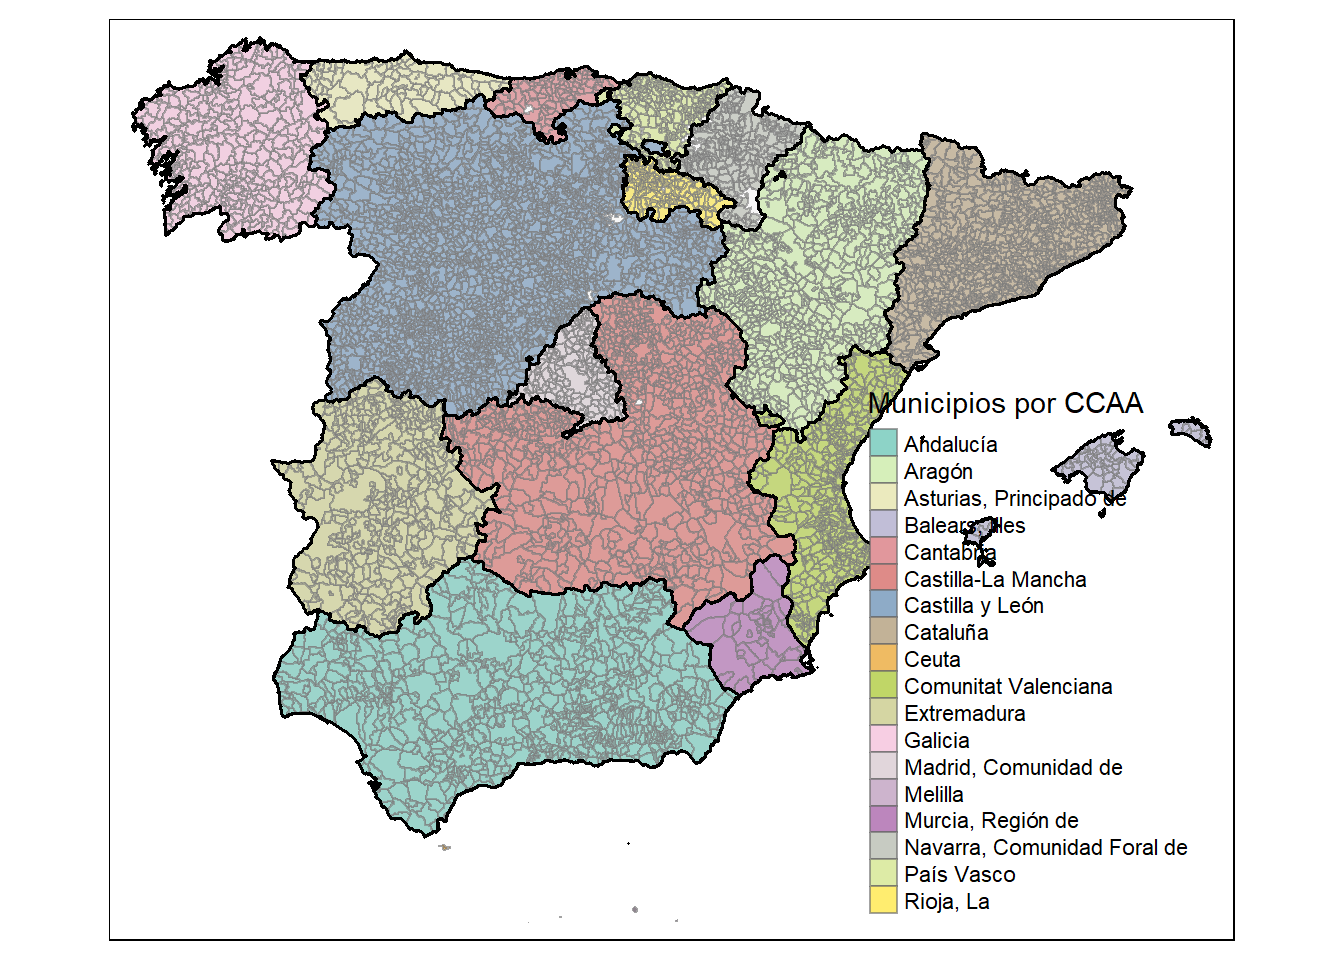 Municipios por CCAA
Andalucía
Aragón
Asturias, Principado de
Balears, Illes
Cantabria
Castilla-La Mancha
Castilla y León
Cataluña
Ceuta
Comunitat Valenciana
Extremadura
Galicia
Madrid, Comunidad de
Melilla
Murcia, Región de
Navarra, Comunidad Foral de
País Vasco
Rioja, La